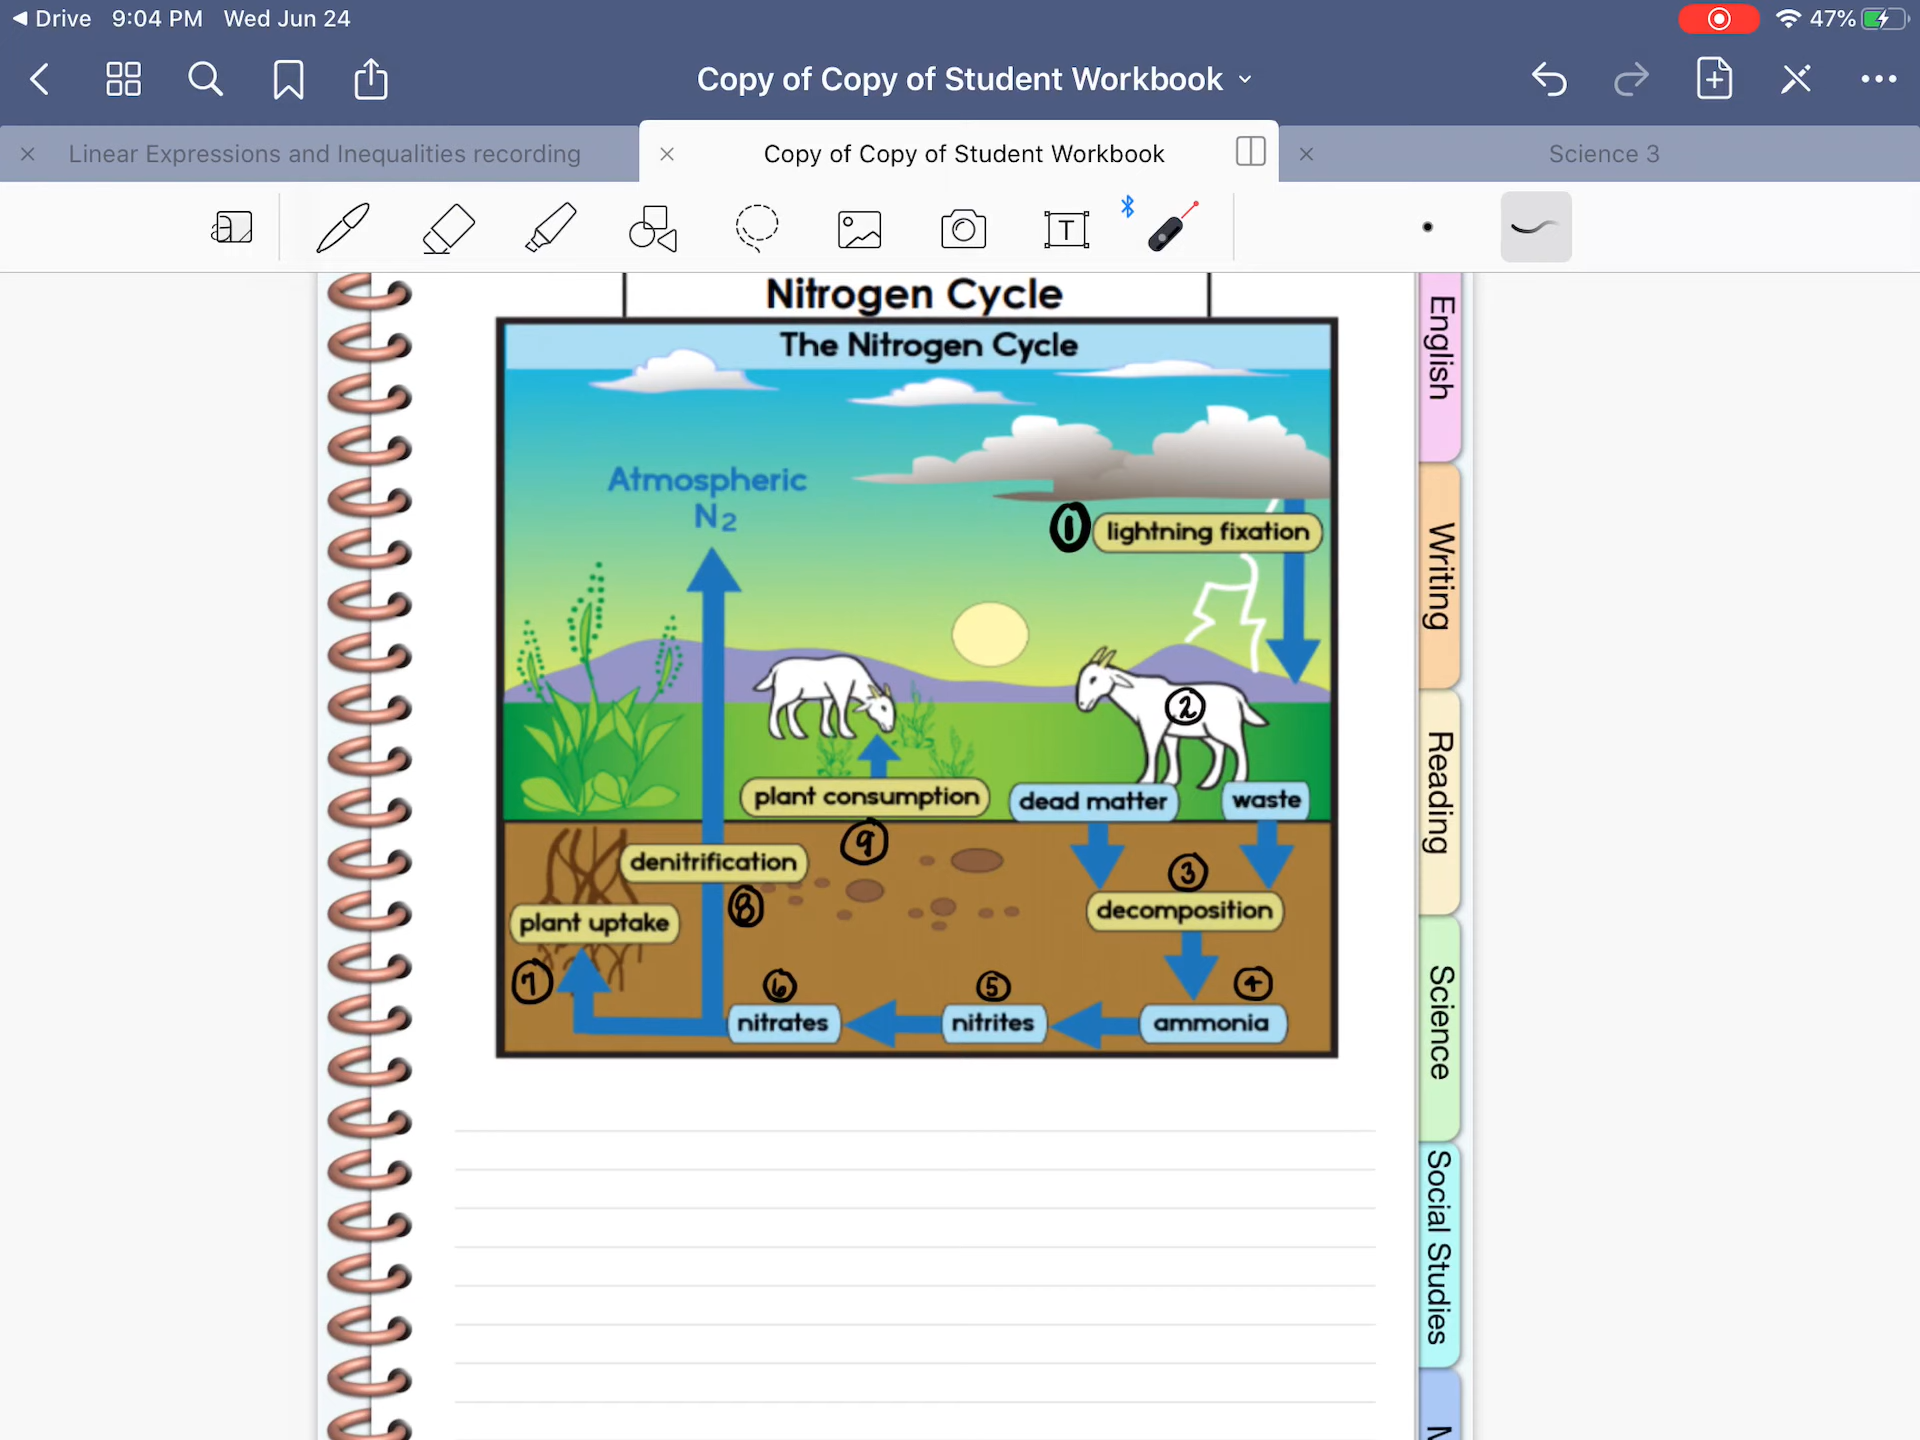 Drive 9:04 PM Wed Jun 24 47%
Copy of Copy of Student Workbook
Linear Expressions and Inequalities recording
Copy of Copy of Student Workbook
Science 3
T
Nitrogen Cycle
The Nitrogen Cycle
Atmospheric
N2
1 lightning fixation
2
plant consumption
dead matter
waste
9
denitrification
3
8
decomposition
plant uptake
7
6
5
4
nitrates
nitrites
ammonia
English
Writing
Reading
Science
Social Studies